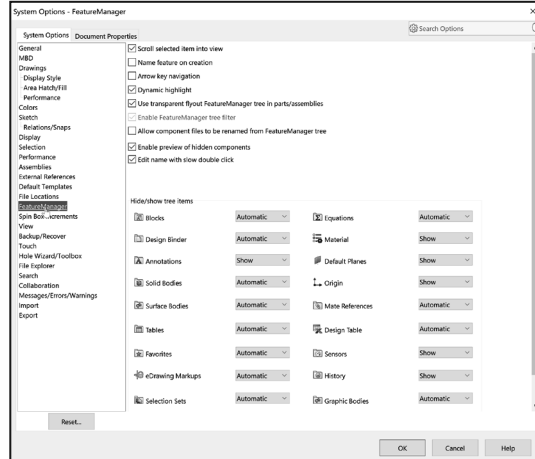 System Options - FeatureManager
Search Options
System Options Document Properties
General
MBD
Drawings
Display Style
Area Hatch/Fill
Performance
Colors
Sketch
Relations/Snaps
Display
Selection
Performance
Assemblies
External References
Default Templates
File Locations
FeatureManager
Spin Box Increments
View
Backup/Recover
Touch
Hole Wizard/Toolbox
File Explorer
Search
Collaboration
Messages/Errors/Warnings
Import
Export
Reset...
Scroll selected item into view
Name feature on creation
Arrow key navigation
Dynamic highlight
Use transparent flyout FeatureManager tree in parts/assemblies
Enable FeatureManager tree filter
Allow component files to be renamed from FeatureManager tree
Enable preview of hidden components
Edit name with slow double click
Hide/show tree items
Blocks Automatic Equations Automatic
Design Binder Automatic Material Show
Annotations Show Default Planes Show
Solid Bodies Automatic Origin Show
Surface Bodies Automatic Mate References Automatic
Tables Automatic Design Table Automatic
Favorites Automatic Sensors Show
eDrawing Markups Automatic History Show
Selection Sets Automatic Graphic Bodies Automatic
OK Cancel Help